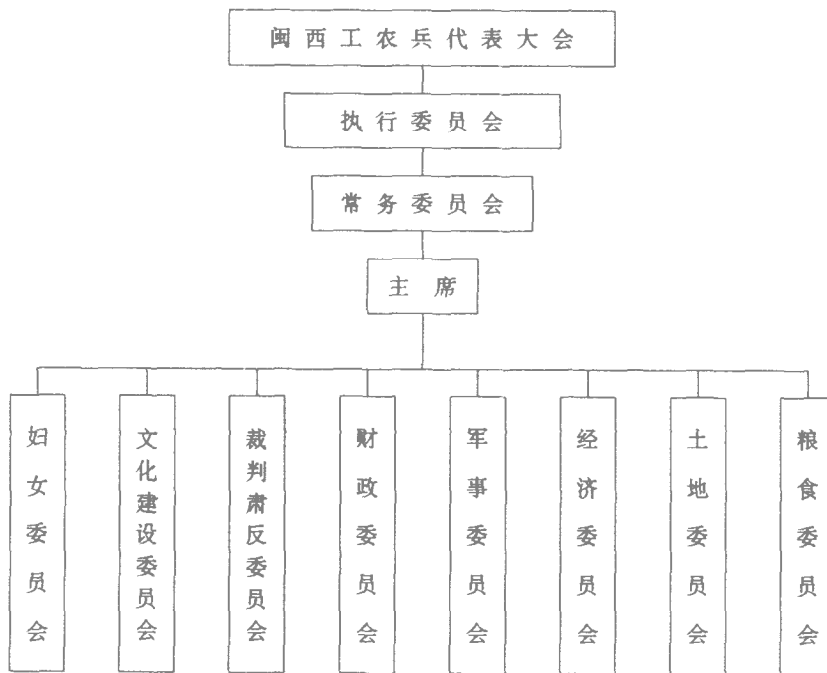 闽西工农兵代表大会
执行委员会
常务委员会
主席
妇女委员会
文化建设委员会
裁判肃反委员会
财政委员会
军事委员会
经济委员会
土地委员会
粮食委员会